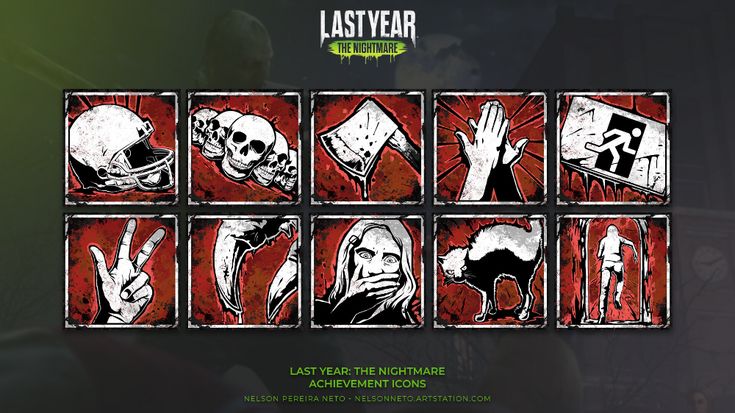 LAST YEAR
THE NIGHTMARE
LAST YEAR: THE NIGHTMARE
ACHIEVEMENT ICONS
NELSON PEREIRA NETO - NELSONNETO.ARTSTATION.COM